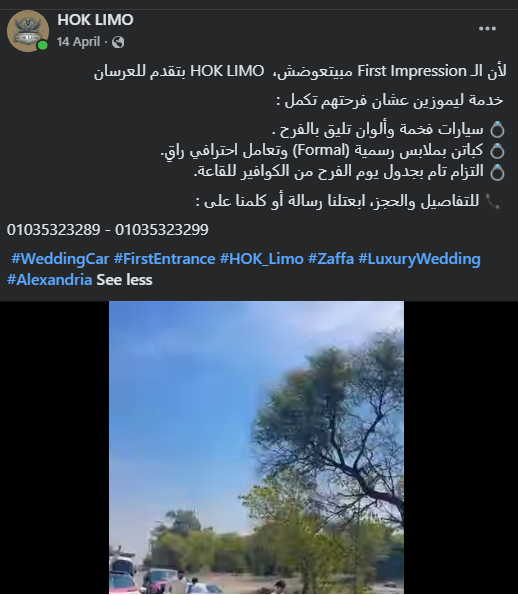 HOK LIMO
14 April
لأن الـ First Impression مبيتعوضش، HOK LIMO بتقدم للعرسان
خدمة ليموزين عشان فرحتهم تكمل :
💍 سيارات فخمة وألوان تليق بالفرح .
💍 كباتن بملابس رسمية (Formal) وتعامل احترافي راقٍ.
💍 التزام تام بجدول يوم الفرح من الكوافير للقاعة.
📞 للتفاصيل والحجز، ابعتلنا رسالة أو كلمنا على :
01035323289 - 01035323299
#WeddingCar #FirstEntrance #HOK_Limo #Zaffa #LuxuryWedding
#Alexandria See less